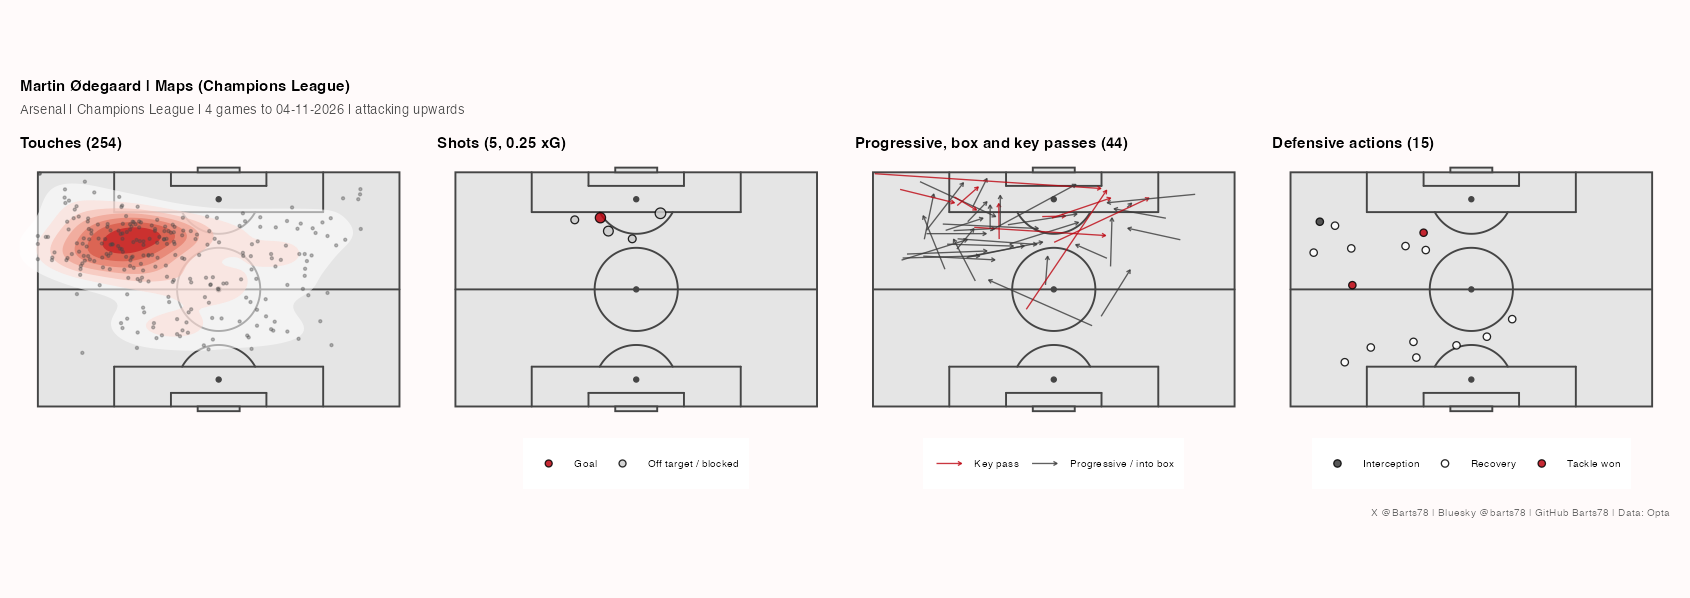 Martin Ødegaard | Maps (Champions League)
Arsenal | Champions League | 4 games to 04-11-2026 | attacking upwards
Touches (254)
Shots (5, 0.25 xG)
Progressive, box and key passes (44)
Defensive actions (15)
Goal
Off target / blocked
Key pass
Progressive / into box
Interception
Recovery
Tackle won
X @Barts78 | Bluesky @barts78 | GitHub Barts78 | Data: Opta